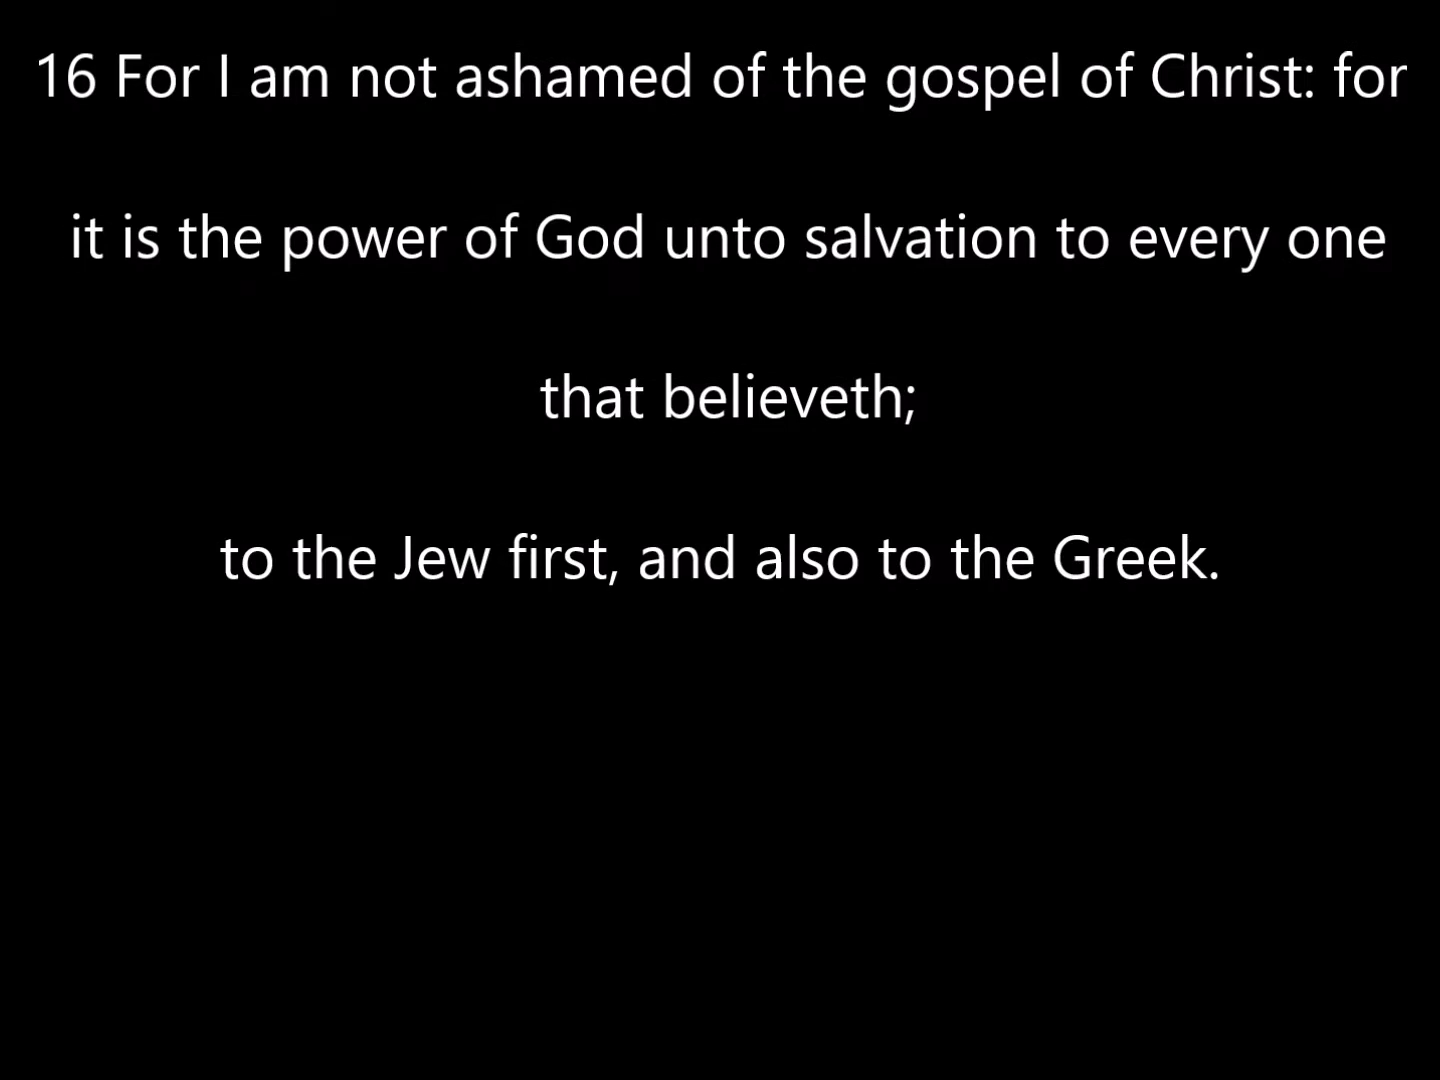 16 For I am not ashamed of the gospel of Christ: for
it is the power of God unto salvation to every one
that believeth;
to the Jew first, and also to the Greek.